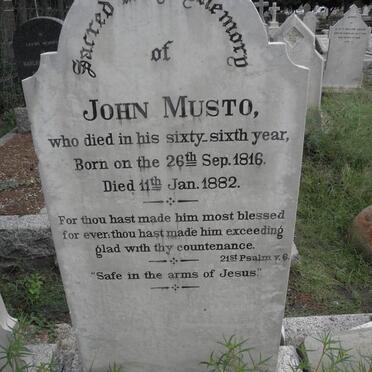 Sacred to the Memory
of
JOHN MUSTO,
who died in his sixty-sixth year,
Born on the 26th Sep. 1816.
Died 11th Jan. 1882.
For thou hast made him most blessed
for ever: thou hast made him exceeding
glad with thy countenance.
21st Psalm v. 6.
"Safe in the arms of Jesus."